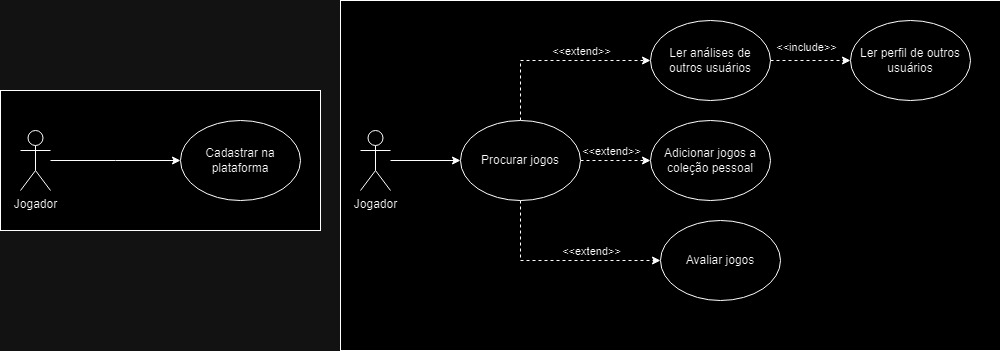 Jogador
Cadastrar na
plataforma
Jogador
Procurar jogos
<<extend>>
Ler análises de
outros usuários
<<include>>
Ler perfil de outros
usuários
<<extend>>
Adicionar jogos a
coleção pessoal
<<extend>>
Avaliar jogos